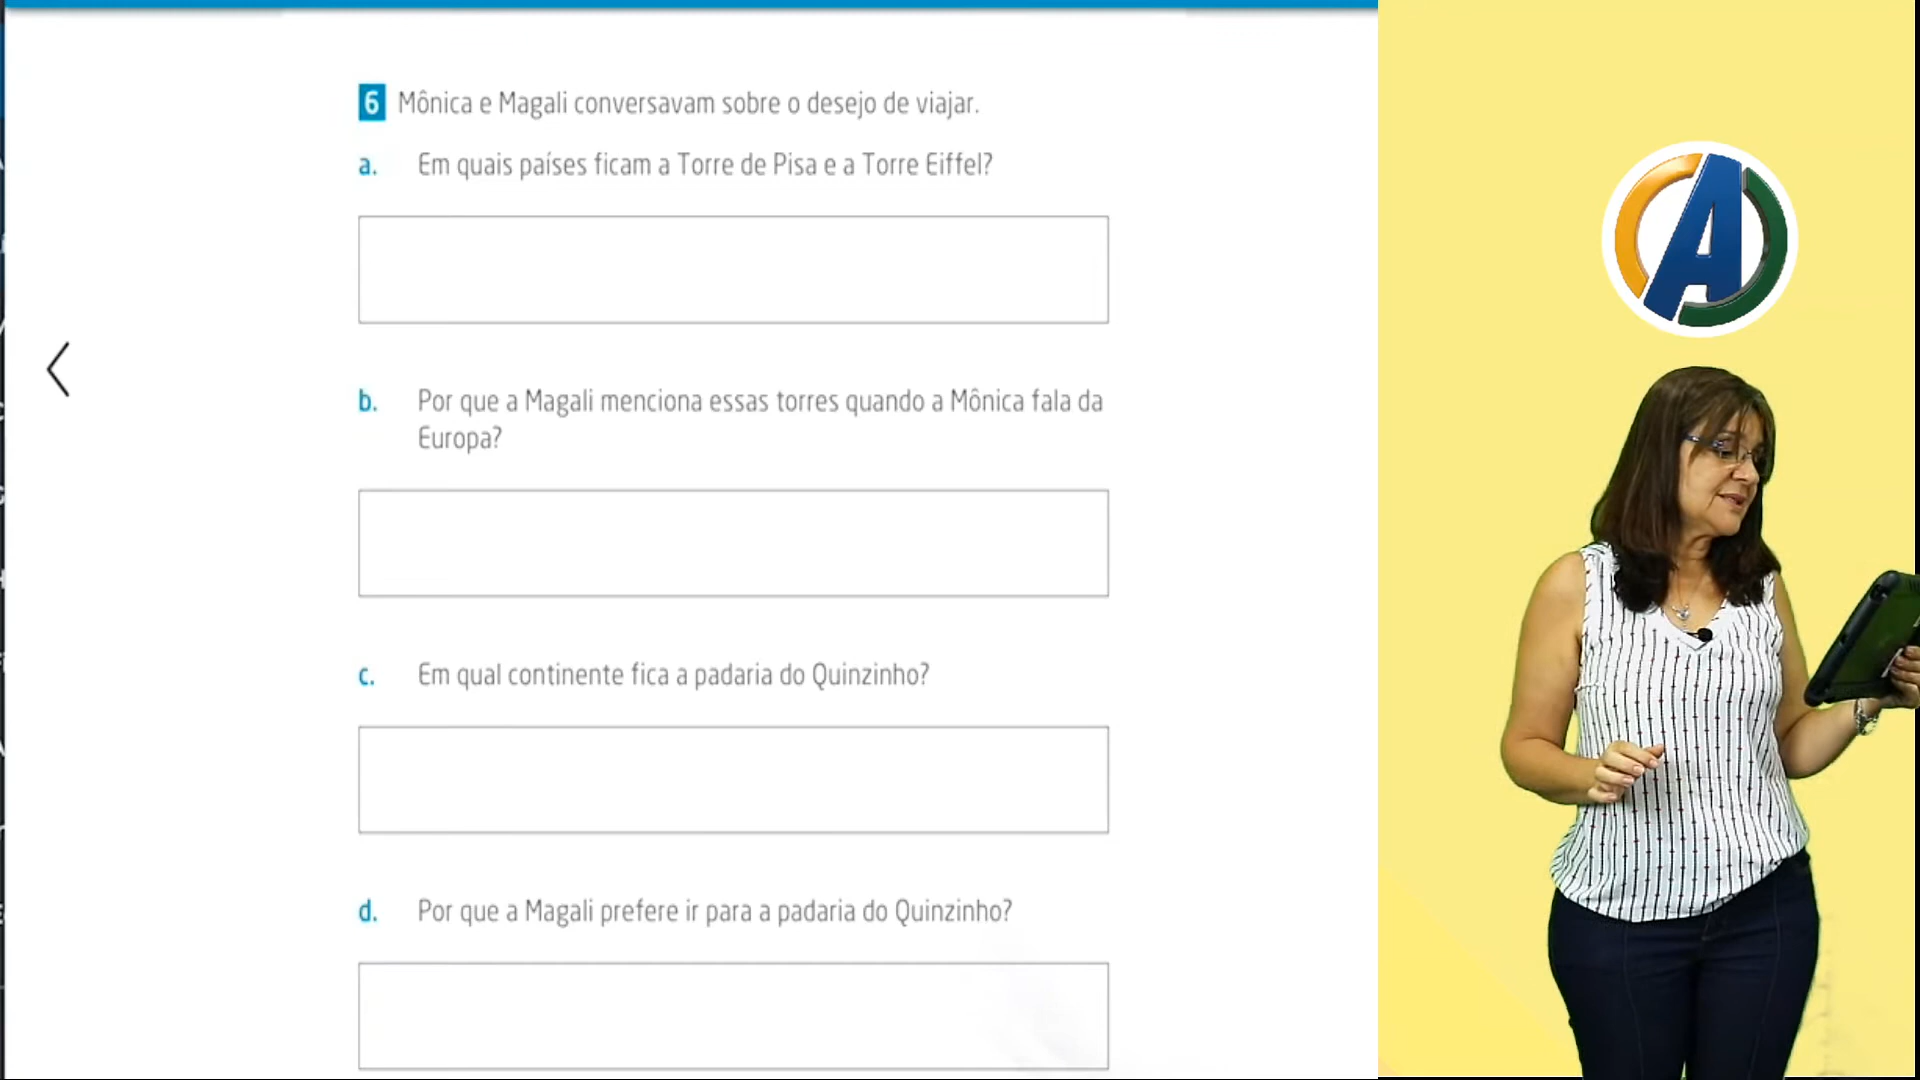 6 Mônica e Magali conversavam sobre o desejo de viajar.
a. Em quais países ficam a Torre de Pisa e a Torre Eiffel?
b. Por que a Magali menciona essas torres quando a Mônica fala da
Europa?
c. Em qual continente fica a padaria do Quinzinho?
d. Por que a Magali prefere ir para a padaria do Quinzinho?
A